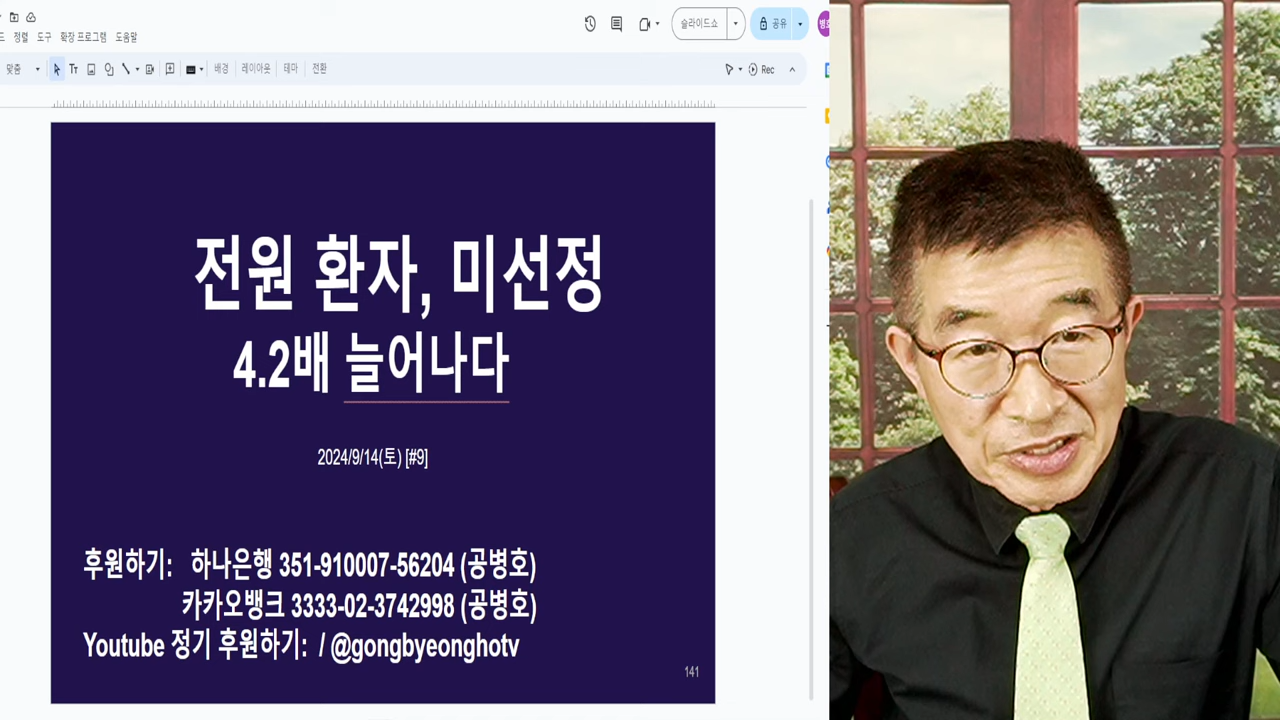 정렬 도구 확장 프로그램 도움말
슬라이드쇼
공유
맞춤
배경 레이아웃 테마 전환
Rec
전원 환자, 미선정
4.2배 늘어나다
2024/9/14(토) [#9]
후원하기: 하나은행 351-910007-56204 (공병호)
카카오뱅크 3333-02-3742998 (공병호)
Youtube 정기 후원하기: / @gongbyeonghotv
141